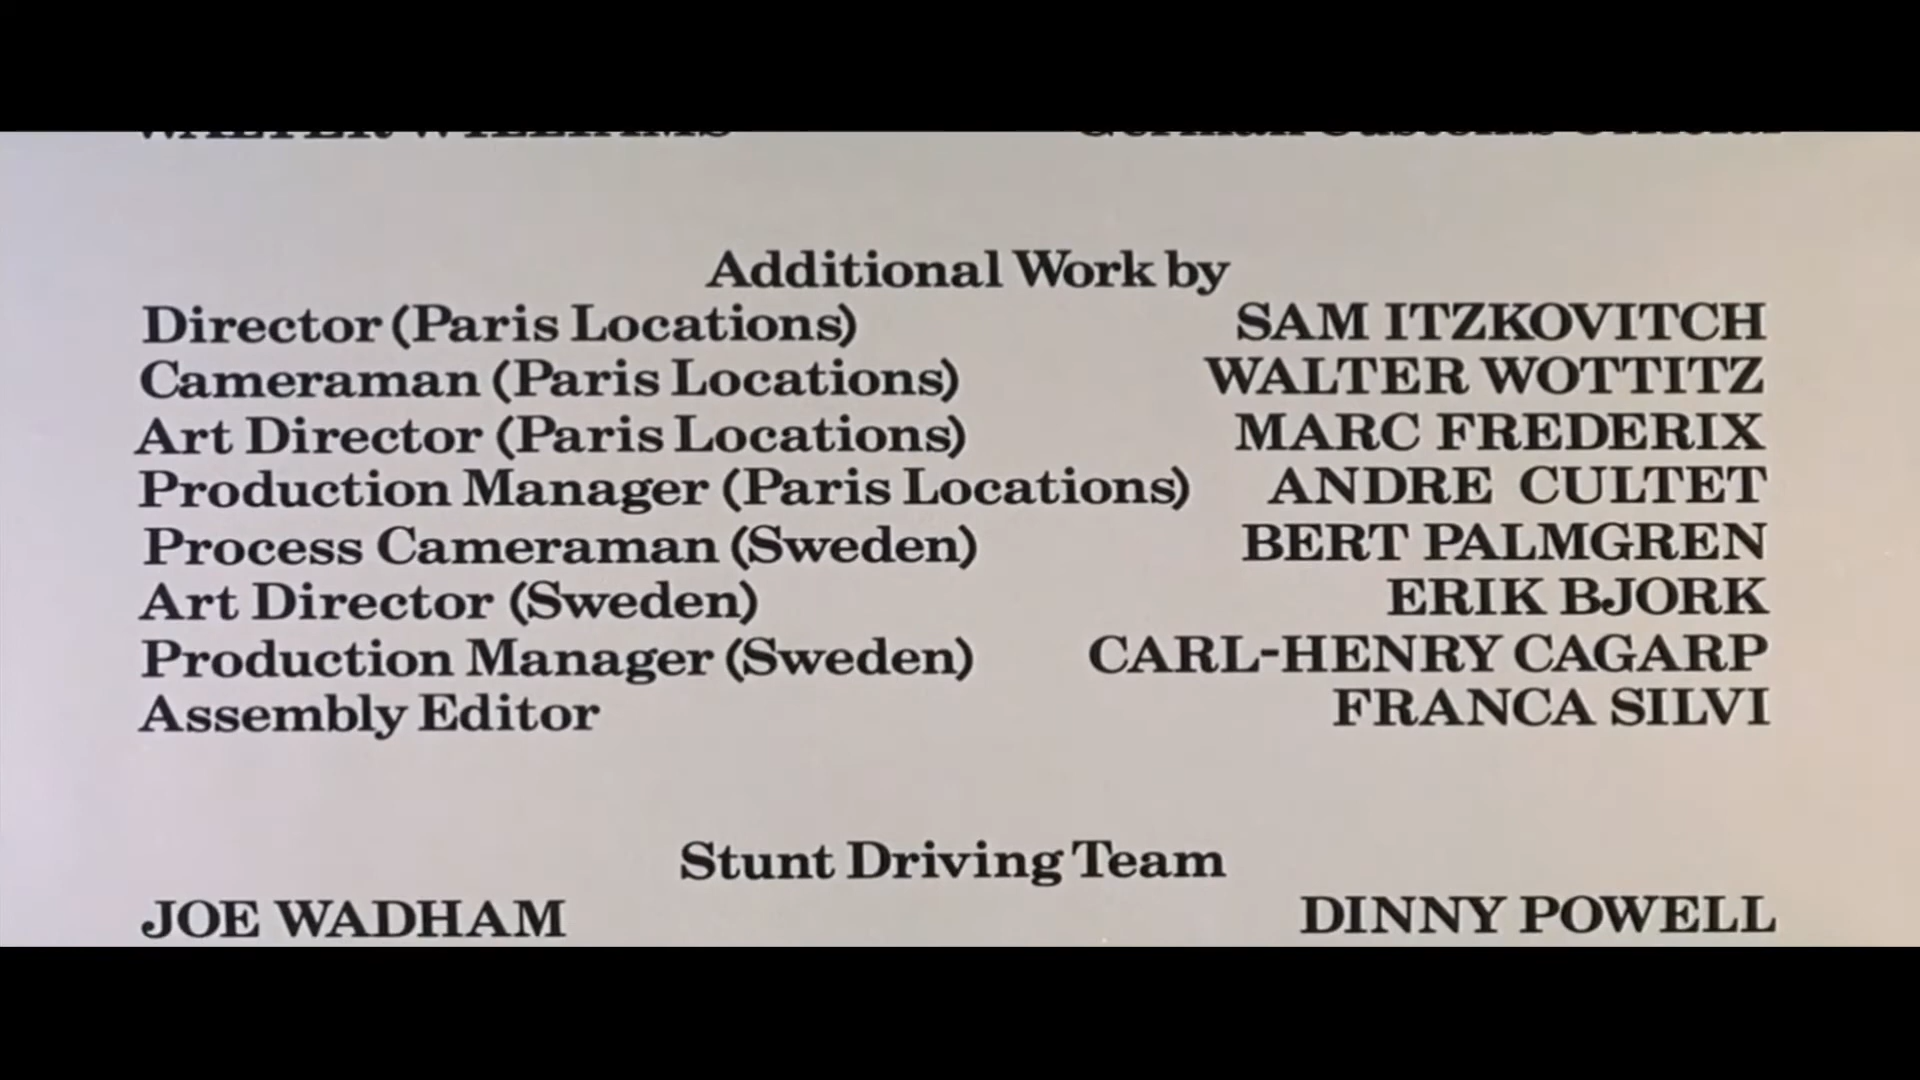 Additional Work by
Director (Paris Locations) SAM ITZKOVITCH
Cameraman (Paris Locations) WALTER WOTTITZ
Art Director (Paris Locations) MARC FREDERIX
Production Manager (Paris Locations) ANDRE CULTET
Process Cameraman (Sweden) BERT PALMGREN
Art Director (Sweden) ERIK BJORK
Production Manager (Sweden) CARL-HENRY CAGARP
Assembly Editor FRANCA SILVI
Stunt Driving Team
JOE WADHAM DINNY POWELL